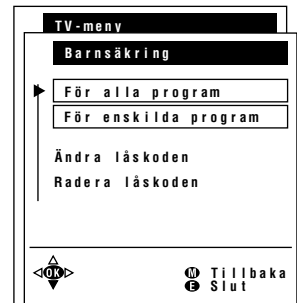 TV-meny
Barnsäkring
För alla program
För enskilda program
Ändra låskoden
Radera låskoden
OK
M Tillbaka
E Slut